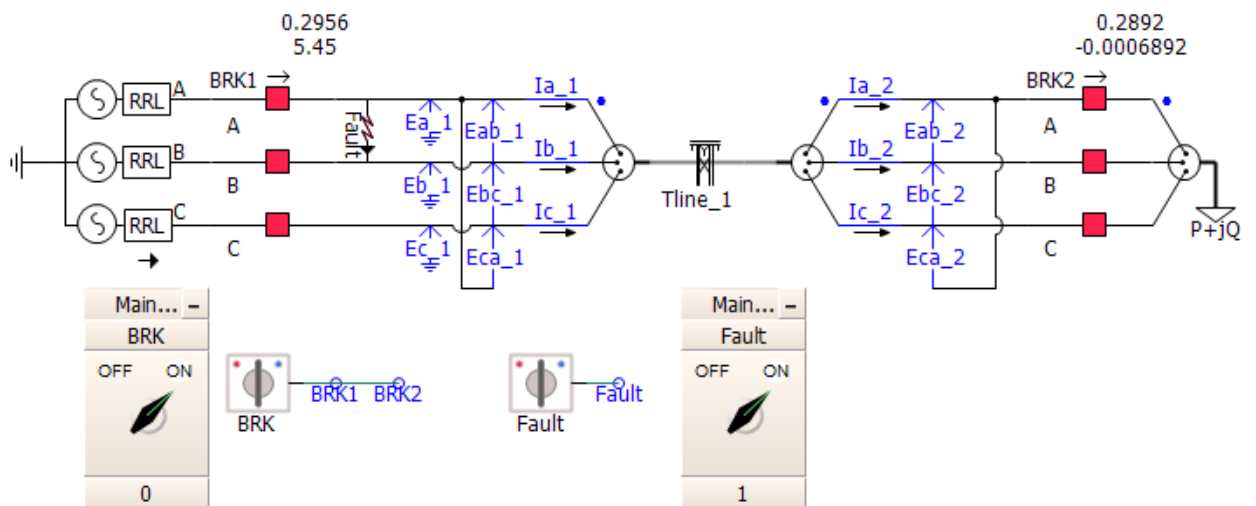 0.2956
5.45
0.2892
-0.0006892
RRL A BRK1 Ia_1 Ia_2 BRK2
A Fault Ea_1 Eab_1 Eab_2 A
RRL B Ib_1 Ib_2
B Eb_1 Ebc_1 Tline_1 Ebc_2 B
RRL C Ic_1 Ic_2 P+jQ
C Ec_1 Eca_1 Eca_2 C
Main... –
BRK
OFF ON
0
BRK1 BRK2
BRK
Fault
Fault
Main... –
Fault
OFF ON
1